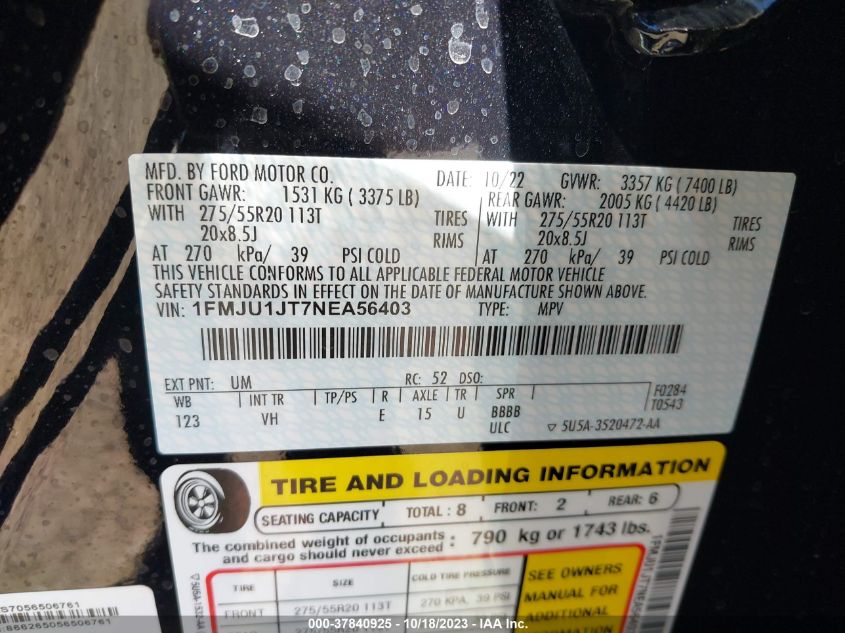 MFD. BY FORD MOTOR CO.
DATE: 10/22 GVWR: 3357 KG ( 7400 LB)
FRONT GAWR: 1531 KG ( 3375 LB)
REAR GAWR: 2005 KG ( 4420 LB)
WITH 275/55R20 113T TIRES
WITH 275/55R20 113T TIRES
20x8.5J RIMS
20x8.5J RIMS
AT 270 kPa/ 39 PSI COLD
AT 270 kPa/ 39 PSI COLD
THIS VEHICLE CONFORMS TO ALL APPLICABLE FEDERAL MOTOR VEHICLE
SAFETY STANDARDS IN EFFECT ON THE DATE OF MANUFACTURE SHOWN ABOVE.
VIN: 1FMJU1JT7NEA56403 TYPE: MPV
EXT PNT: UM RC: 52 DSO:
WB INT TR TP/PS R AXLE TR SPR
123 VH E 15 U BBBB
ULC
F0284
T0543
▽ 5U5A-3520472-AA
TIRE AND LOADING INFORMATION
SEATING CAPACITY TOTAL : 8 FRONT: 2 REAR: 6
The combined weight of occupants and cargo should never exceed : 790 kg or 1743 lbs.
TIRE SIZE COLD TIRE PRESSURE
FRONT 275/55R20 113T 270 KPA, 39 PSI
SEE OWNERS
MANUAL FOR
ADDITIONAL
S7056506761
:886265056506761
00-37840925 - 10/18/2023 - IAAI.com